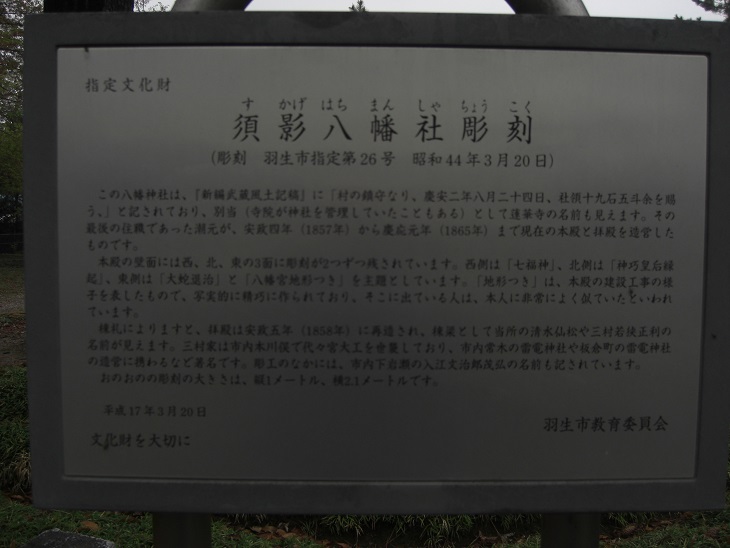 指定文化財
す かげ はち まん しゃ ちょう こく
須影八幡社彫刻
(彫刻 羽生市指定第26号 昭和44年3月20日)
この八幡神社は、『新編武蔵風土記稿』に「村の鎮守なり、慶安二年八月二十四日、社領十九石五斗余を賜
う。」と記されており、別当(寺院が神社を管理していたこともある)として蓮華寺の名前も見えます。その
最後の住職であった潮元が、安政四年(1857年)から慶応元年(1865年)まで現在の本殿と拝殿を造営した
ものです。
本殿の壁面には西、北、東の3面に彫刻が2つずつ残されています。西側は「七福神」、北側は「神功皇后縁
起」、東側は「大蛇退治」と「八幡宮地形つき」を主題としています。「地形つき」は、本殿の建設工事の様
子を表したもので、写実的に精巧に作られており、そこに出ている人は、本人に非常によく似ていたといわれ
ています。
棟札によりますと、拝殿は安政五年(1858年)に再造され、棟梁として当所の清水仙松や三村若狭正利の
名前が見えます。三村家は市内本川俣で代々宮大工を世襲しており、市内常木の雷電神社や板倉町の雷電神社
の造営に携わるなど著名です。彫工のなかには、市内下岩瀬の入江文治郎茂弘の名前も記されています。
おのおのの彫刻の大きさは、縦1メートル、横2.1メートルです。
平成17年3月20日
羽生市教育委員会
文化財を大切に